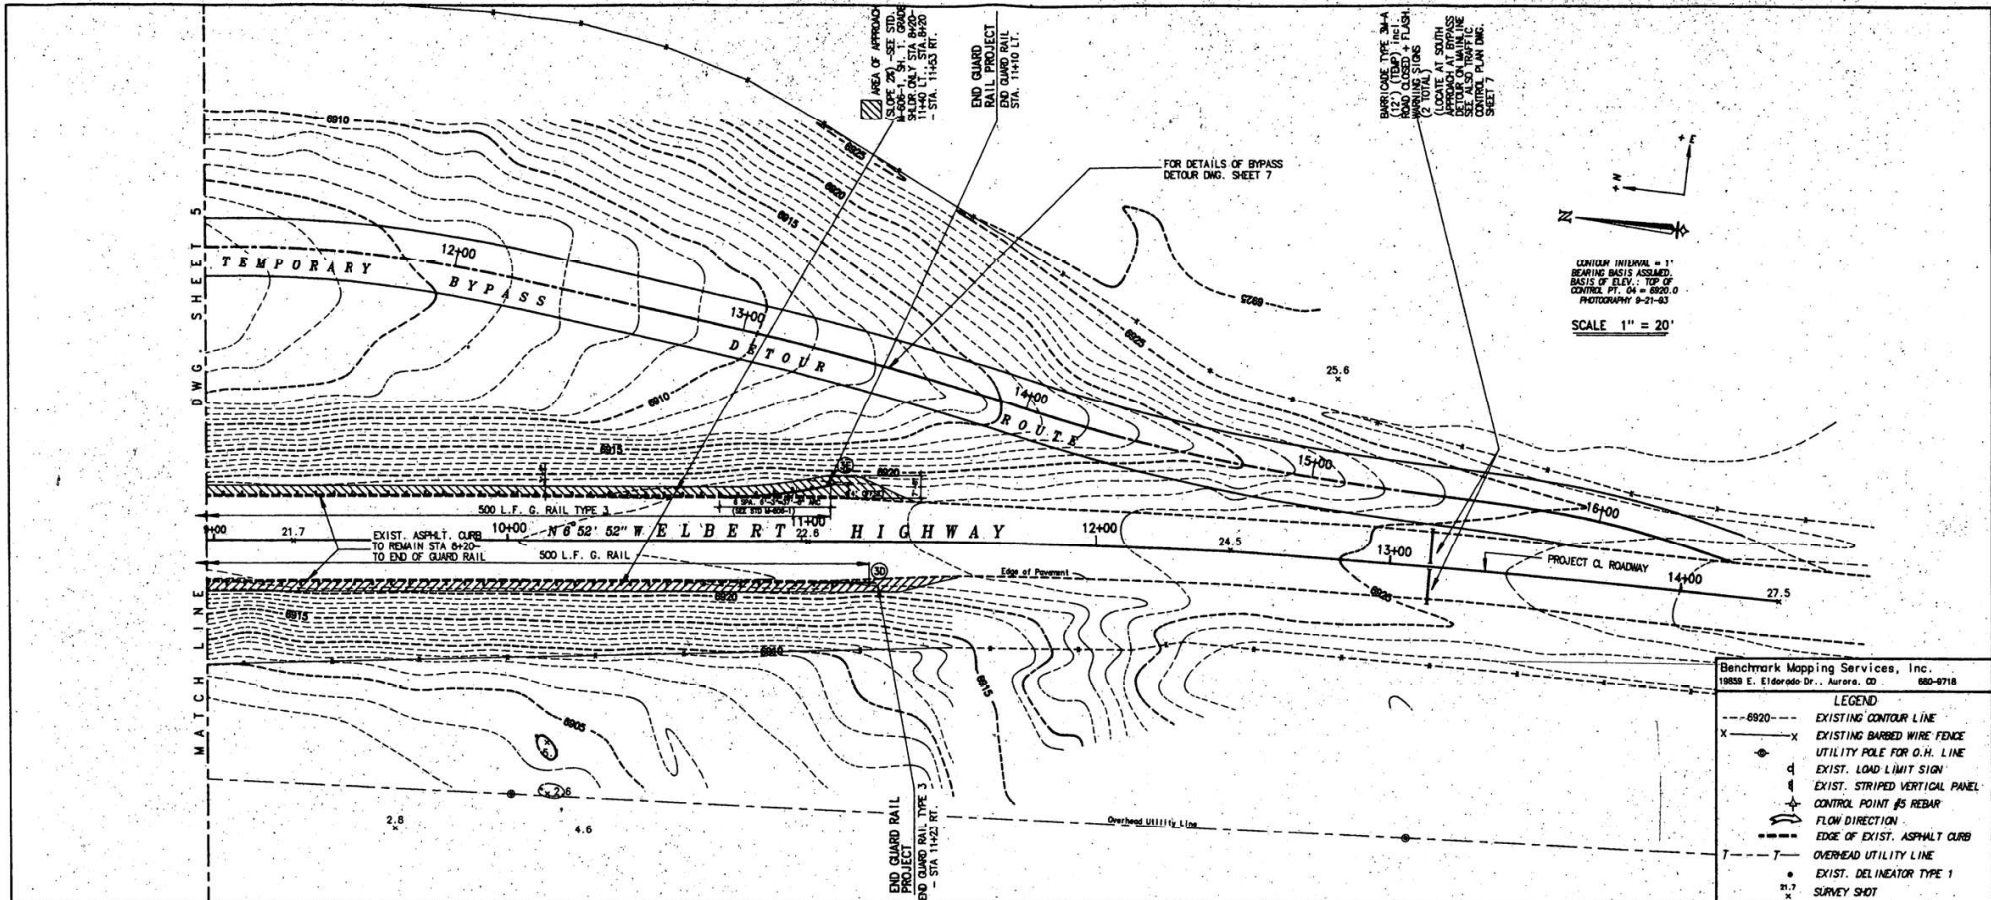 AREA OF APPROACH
(SLOPE 2%) -SEE STD.
M-606-1, SH. 1. GRADE
SHLDR.ONLY STA 8+20-
11+40 LT., STA.8+20
- STA. 11+53 RT.
END GUARD
RAIL PROJECT
END GUARD RAIL
STA. 11+10 LT.
BARRICADE TYPE 3M-A
(12') (TEMP) incl.
ROAD CLOSED + FLASH.
WARNING SIGNS
(2 TOTAL)
(LOCATE AT SOUTH
APPROACH AT BYPASS
DETOUR ON MAINLINE
SEE ALSO TRAFFIC
CONTROL PLAN DWG.
SHEET 7
FOR DETAILS OF BYPASS
DETOUR DWG. SHEET 7
+ E
+ N
N
CONTOUR INTERVAL = 1'
BEARING BASIS ASSUMED.
BASIS OF ELEV.: TOP OF
CONTROL PT. 04 = 6920.0
PHOTOGRAPHY 9-21-93
SCALE 1" = 20'
MATCH LINE DWG SHEET 5
6910
6925
6920
6915
6925
6925
25.6
TEMPORARY
BYPASS
DETOUR
ROUTE
12+00
13+00
14+00
15+00
16+00
6910
6915
6920
3E
500 L.F. G. RAIL TYPE 3
(SEE STD M-606-1)
9+00
21.7
10+00
N 6 52' 52" W ELBERT HIGHWAY
11+00
22.6
12+00
24.5
13+00
14+00
27.5
EXIST. ASPHLT. CURB
TO REMAIN STA 8+20-
TO END OF GUARD RAIL
500 L.F. G. RAIL
3D
Edge of Pavement
PROJECT CL ROADWAY
6925
6920
6915
6910
6915
6905
2.6
2.8
4.6
Overhead Utility Line
END GUARD RAIL
PROJECT
END GUARD RAIL TYPE 3
- STA 11+22 RT.
Benchmark Mapping Services, Inc.
19859 E. Eldorado Dr., Aurora, CO 680-9718
LEGEND
6920 EXISTING CONTOUR LINE
X X EXISTING BARBED WIRE FENCE
UTILITY POLE FOR O.H. LINE
EXIST. LOAD LIMIT SIGN
EXIST. STRIPED VERTICAL PANEL
CONTROL POINT #5 REBAR
FLOW DIRECTION
EDGE OF EXIST. ASPHALT CURB
T T OVERHEAD UTILITY LINE
EXIST. DELINEATOR TYPE 1
21.7 x SURVEY SHOT